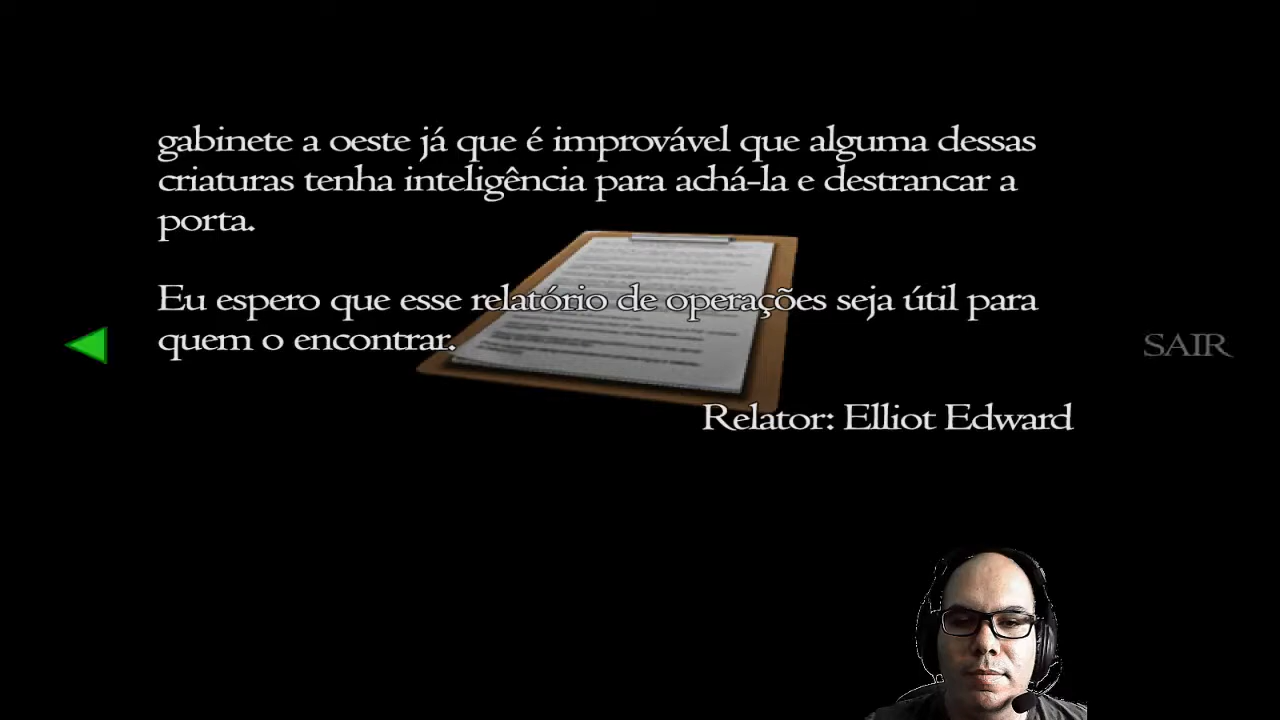 gabinete a oeste já que é improvável que alguma dessas
criaturas tenha inteligência para achá-la e destrancar a
porta.
Eu espero que esse relatório de operações seja útil para
quem o encontrar.
SAIR
Relator: Elliot Edward